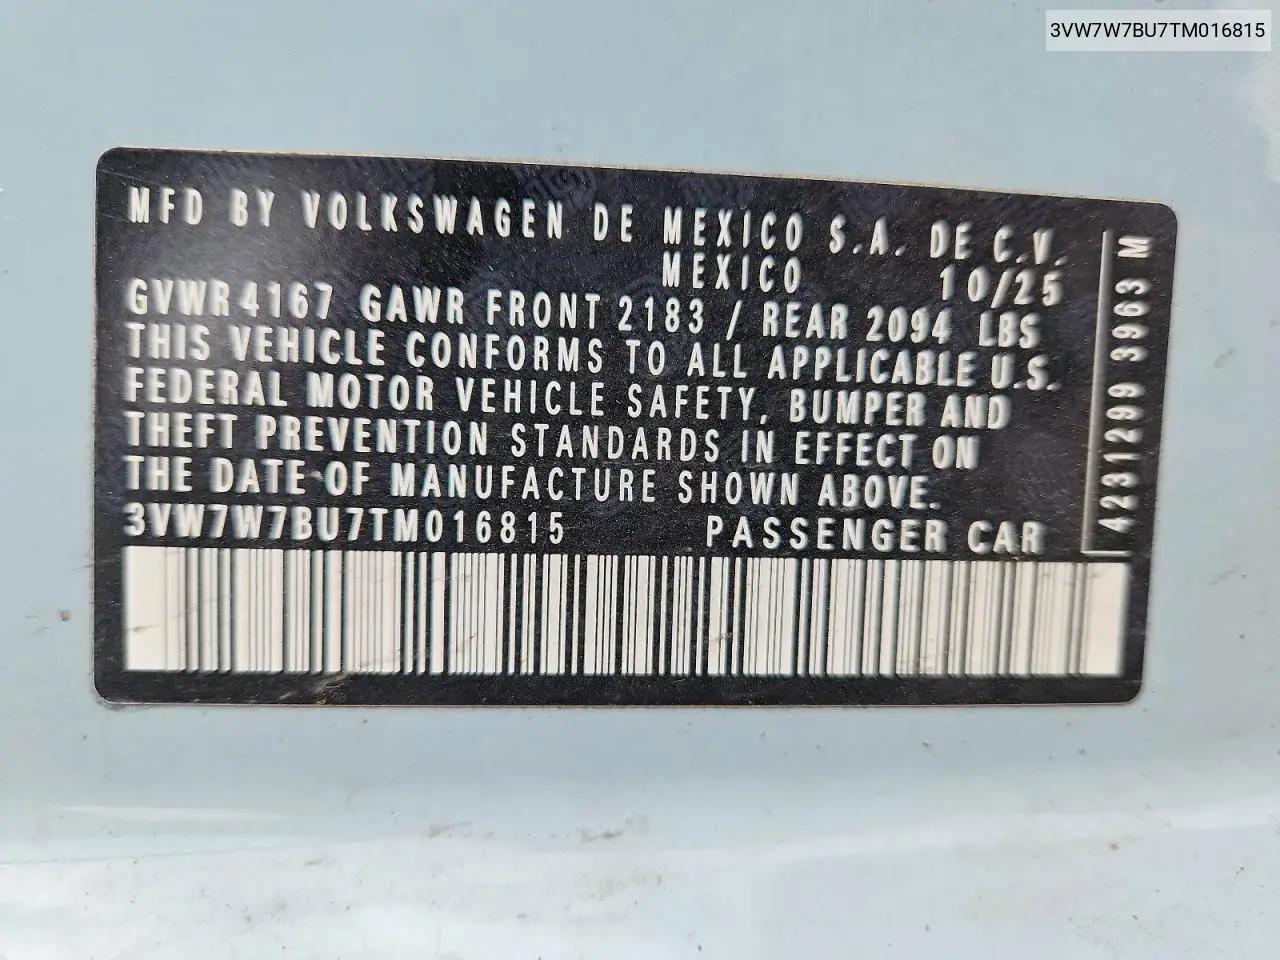 3VW7W7BU7TM016815
MFD BY VOLKSWAGEN DE MEXICO S.A. DE C.V.
MEXICO 10/25
GVWR 4167 GAWR FRONT 2183 / REAR 2094 LBS
THIS VEHICLE CONFORMS TO ALL APPLICABLE U.S.
FEDERAL MOTOR VEHICLE SAFETY, BUMPER AND
THEFT PREVENTION STANDARDS IN EFFECT ON
THE DATE OF MANUFACTURE SHOWN ABOVE.
3VW7W7BU7TM016815 PASSENGER CAR
4231299 3963 M